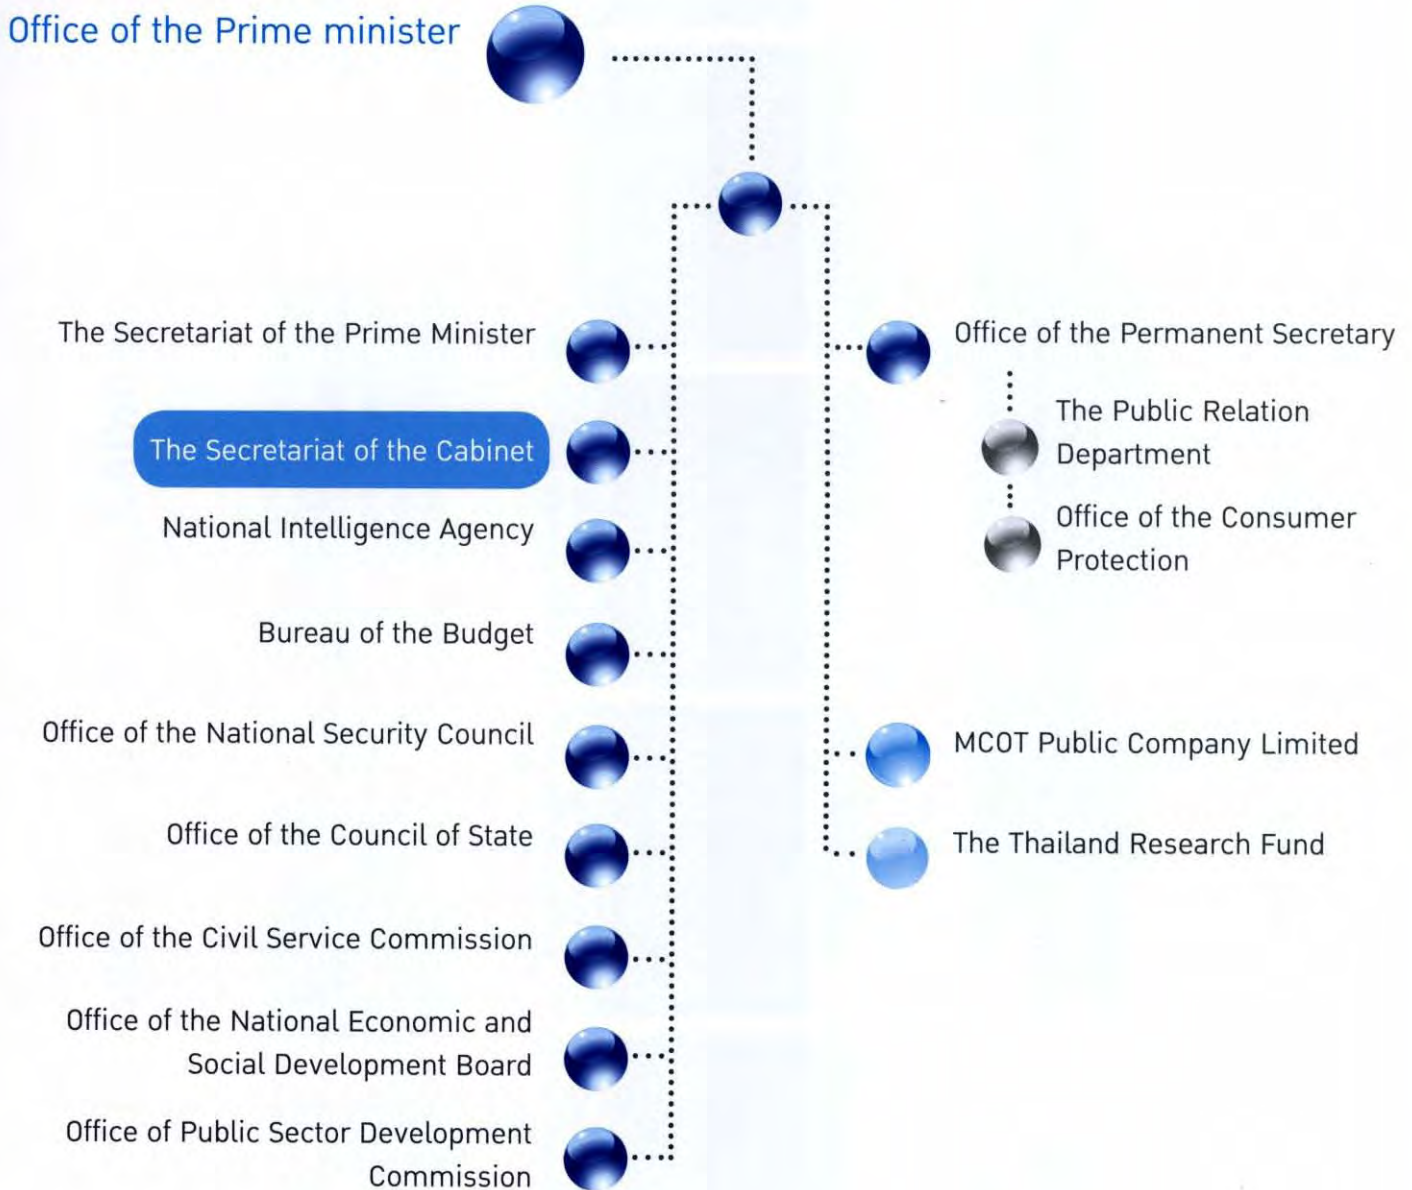 Office of the Prime minister
The Secretariat of the Prime Minister
The Secretariat of the Cabinet
National Intelligence Agency
Bureau of the Budget
Office of the National Security Council
Office of the Council of State
Office of the Civil Service Commission
Office of the National Economic and
Social Development Board
Office of Public Sector Development
Commission
Office of the Permanent Secretary
The Public Relation
Department
Office of the Consumer
Protection
MCOT Public Company Limited
The Thailand Research Fund